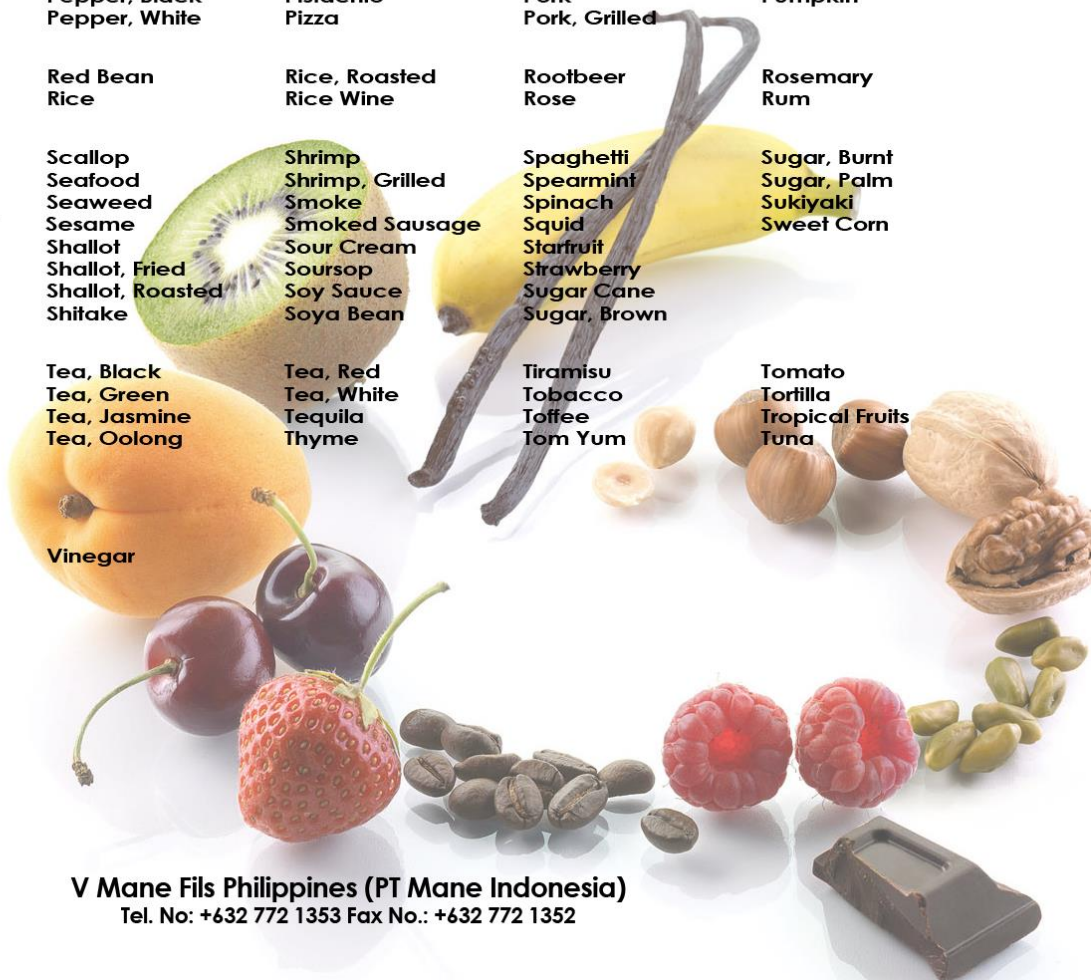 Pepper, Black Pistachio Pork Pumpkin
Pepper, White Pizza Pork, Grilled
Red Bean Rice, Roasted Rootbeer Rosemary
Rice Rice Wine Rose Rum
Scallop Shrimp Spaghetti Sugar, Burnt
Seafood Shrimp, Grilled Spearmint Sugar, Palm
Seaweed Smoke Spinach Sukiyaki
Sesame Smoked Sausage Squid Sweet Corn
Shallot Sour Cream Starfruit
Shallot, Fried Soursop Strawberry
Shallot, Roasted Soy Sauce Sugar Cane
Shitake Soya Bean Sugar, Brown
Tea, Black Tea, Red Tiramisu Tomato
Tea, Green Tea, White Tobacco Tortilla
Tea, Jasmine Tequila Toffee Tropical Fruits
Tea, Oolong Thyme Tom Yum Tuna
Vinegar
V Mane Fils Philippines (PT Mane Indonesia)
Tel. No: +632 772 1353 Fax No.: +632 772 1352